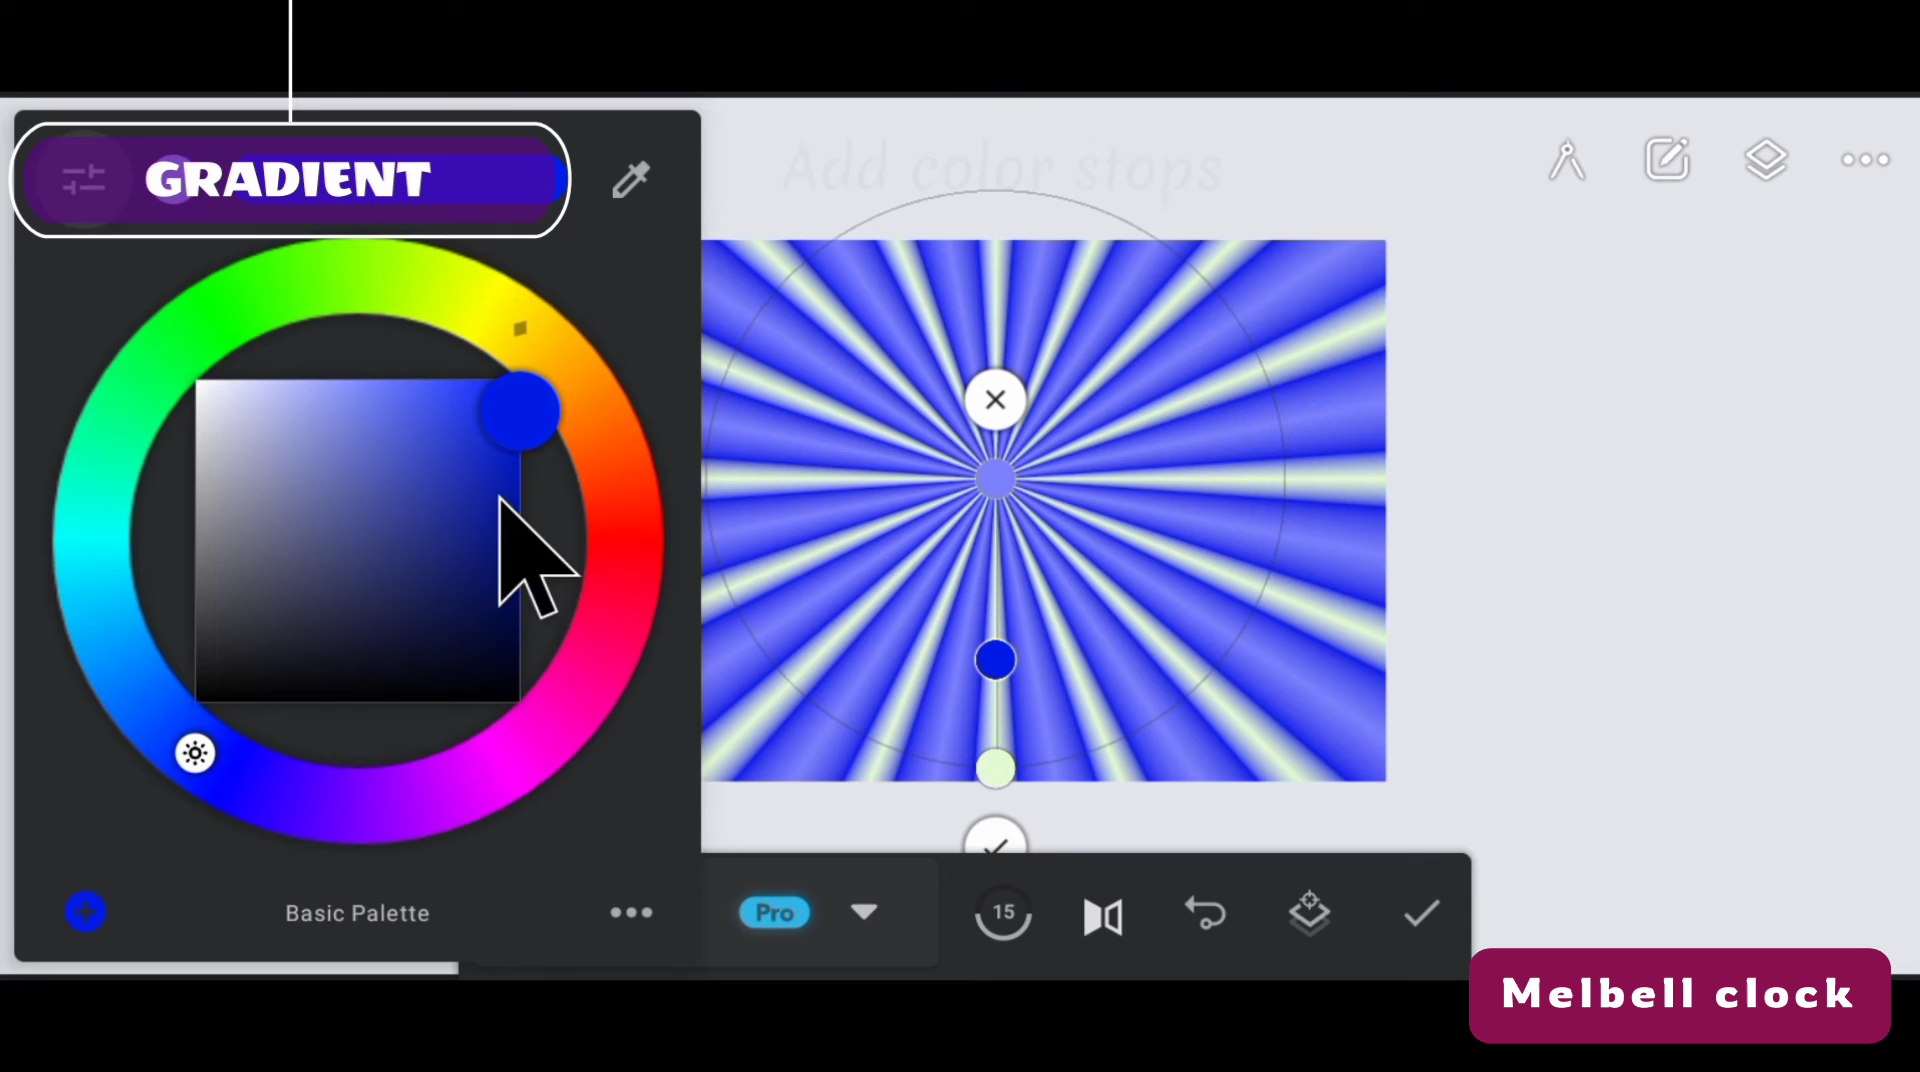 GRADIENT
Add color stops
Basic Palette
Pro
15
Melbell clock